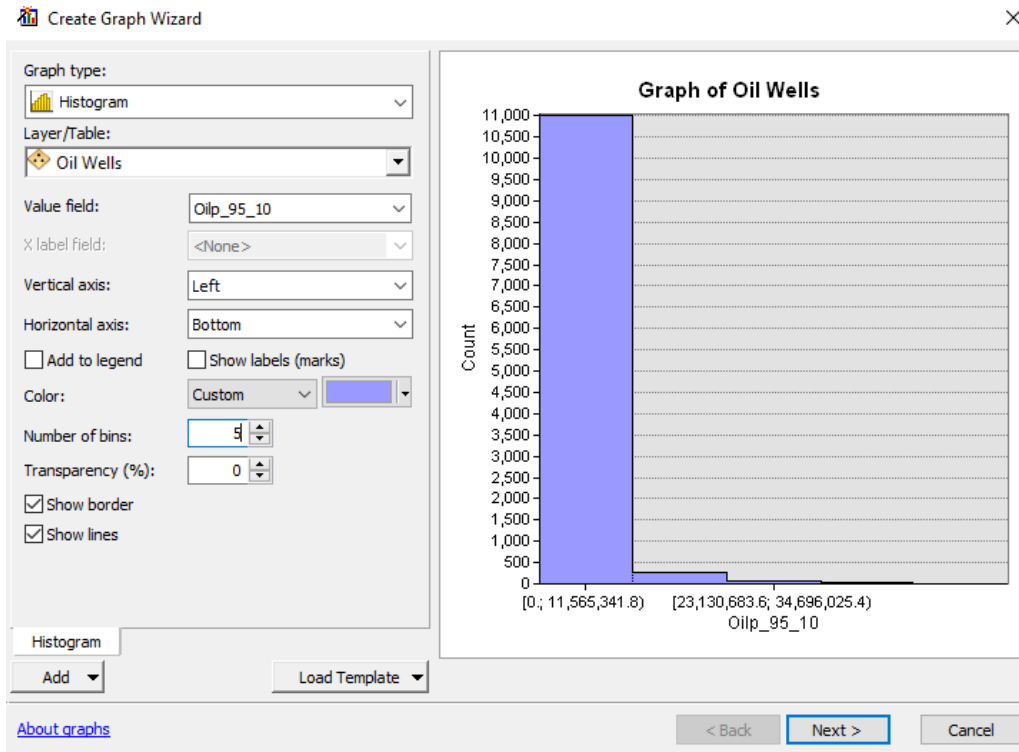 Create Graph Wizard
Graph type:
Histogram
Layer/Table:
Oil Wells
Value field:
Oilp_95_10
X label field:
<None>
Vertical axis:
Left
Horizontal axis:
Bottom
Add to legend
Show labels (marks)
Color:
Custom
Number of bins:
5
Transparency (%):
0
Show border
Show lines
Histogram
Add
Load Template
Graph of Oil Wells
11,000
10,500
10,000
9,500
9,000
8,500
8,000
7,500
7,000
6,500
6,000
5,500
5,000
4,500
4,000
3,500
3,000
2,500
2,000
1,500
1,000
500
0
Count
[0.; 11,565,341.8) [23,130,683.6; 34,696,025.4)
Oilp_95_10
About graphs
< Back
Next >
Cancel